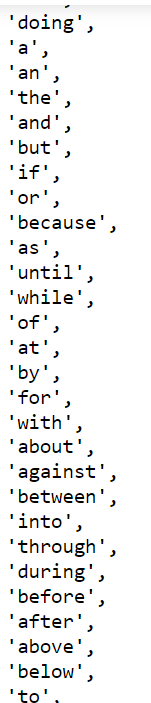 'doing',
'a',
'an',
'the',
'and',
'but',
'if',
'or',
'because',
'as',
'until',
'while',
'of',
'at',
'by',
'for',
'with',
'about',
'against',
'between',
'into',
'through',
'during',
'before',
'after',
'above',
'below',
'to',